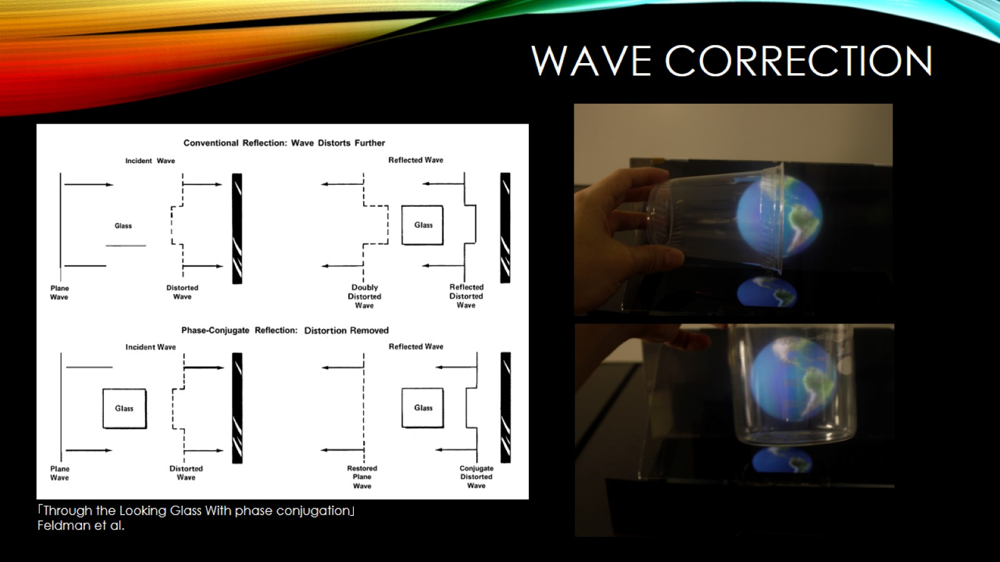 WAVE CORRECTION
Conventional Reflection: Wave Distorts Further
Incident Wave
Reflected Wave
Glass
Glass
Plane
Wave
Distorted
Wave
Doubly
Distorted
Wave
Reflected
Distorted
Wave
Phase-Conjugate Reflection: Distortion Removed
Incident Wave
Reflected Wave
Glass
Glass
Plane
Wave
Distorted
Wave
Restored
Plane
Wave
Conjugate
Distorted
Wave
「Through the Looking Glass With phase conjugation」
Feldman et al.